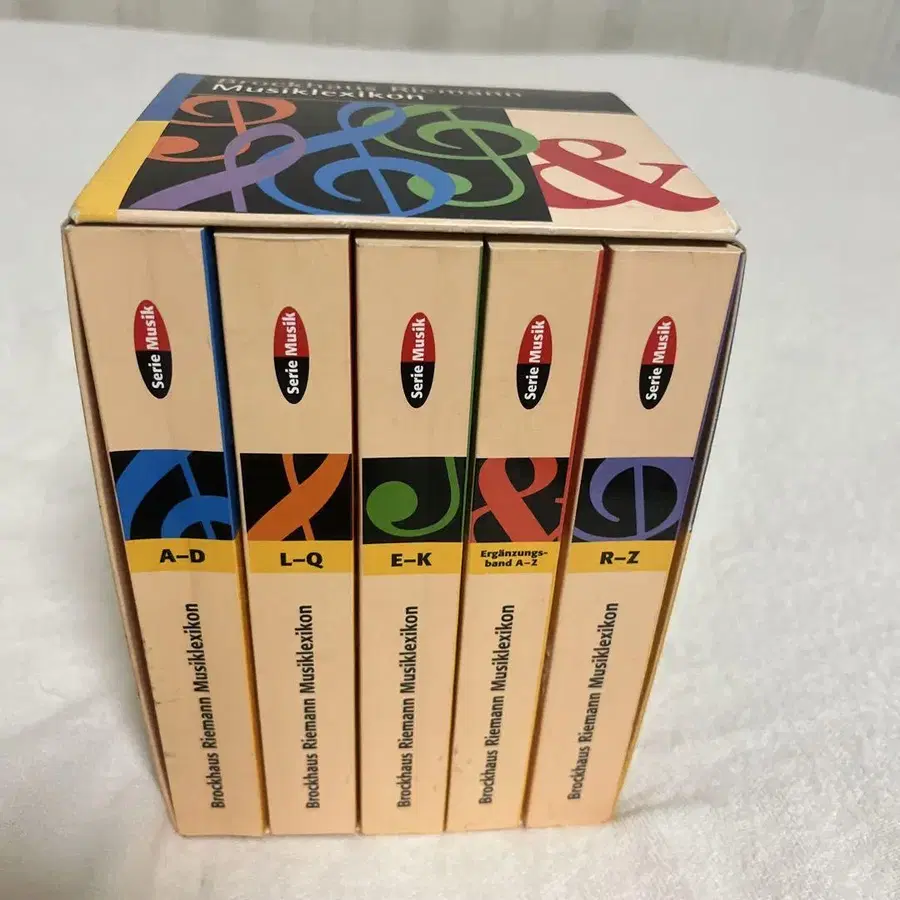 Brockhaus Riemann
Musiklexikon
Serie Musik
A–D
Brockhaus Riemann Musiklexikon
Serie Musik
L–Q
Brockhaus Riemann Musiklexikon
Serie Musik
E–K
Brockhaus Riemann Musiklexikon
Serie Musik
Ergänzungs-
band A–Z
Brockhaus Riemann Musiklexikon
Serie Musik
R–Z
Brockhaus Riemann Musiklexikon